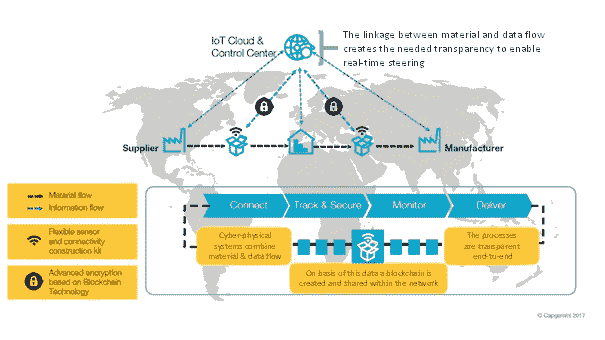 IoT Cloud &
Control Center
The linkage between material and data flow
creates the needed transparency to enable
real-time steering
Supplier
Manufacturer
Material flow
Information flow
Flexible sensor
and connectivity
construction kit
Advanced encryption
based on Blockchain
Technology
Connect
Track & Secure
Monitor
Deliver
Cyber-physical
systems combine
material & data flow
On basis of this data a blockchain is
created and shared within the network
The processes
are transparent
end-to-end
© Capgemini 2017